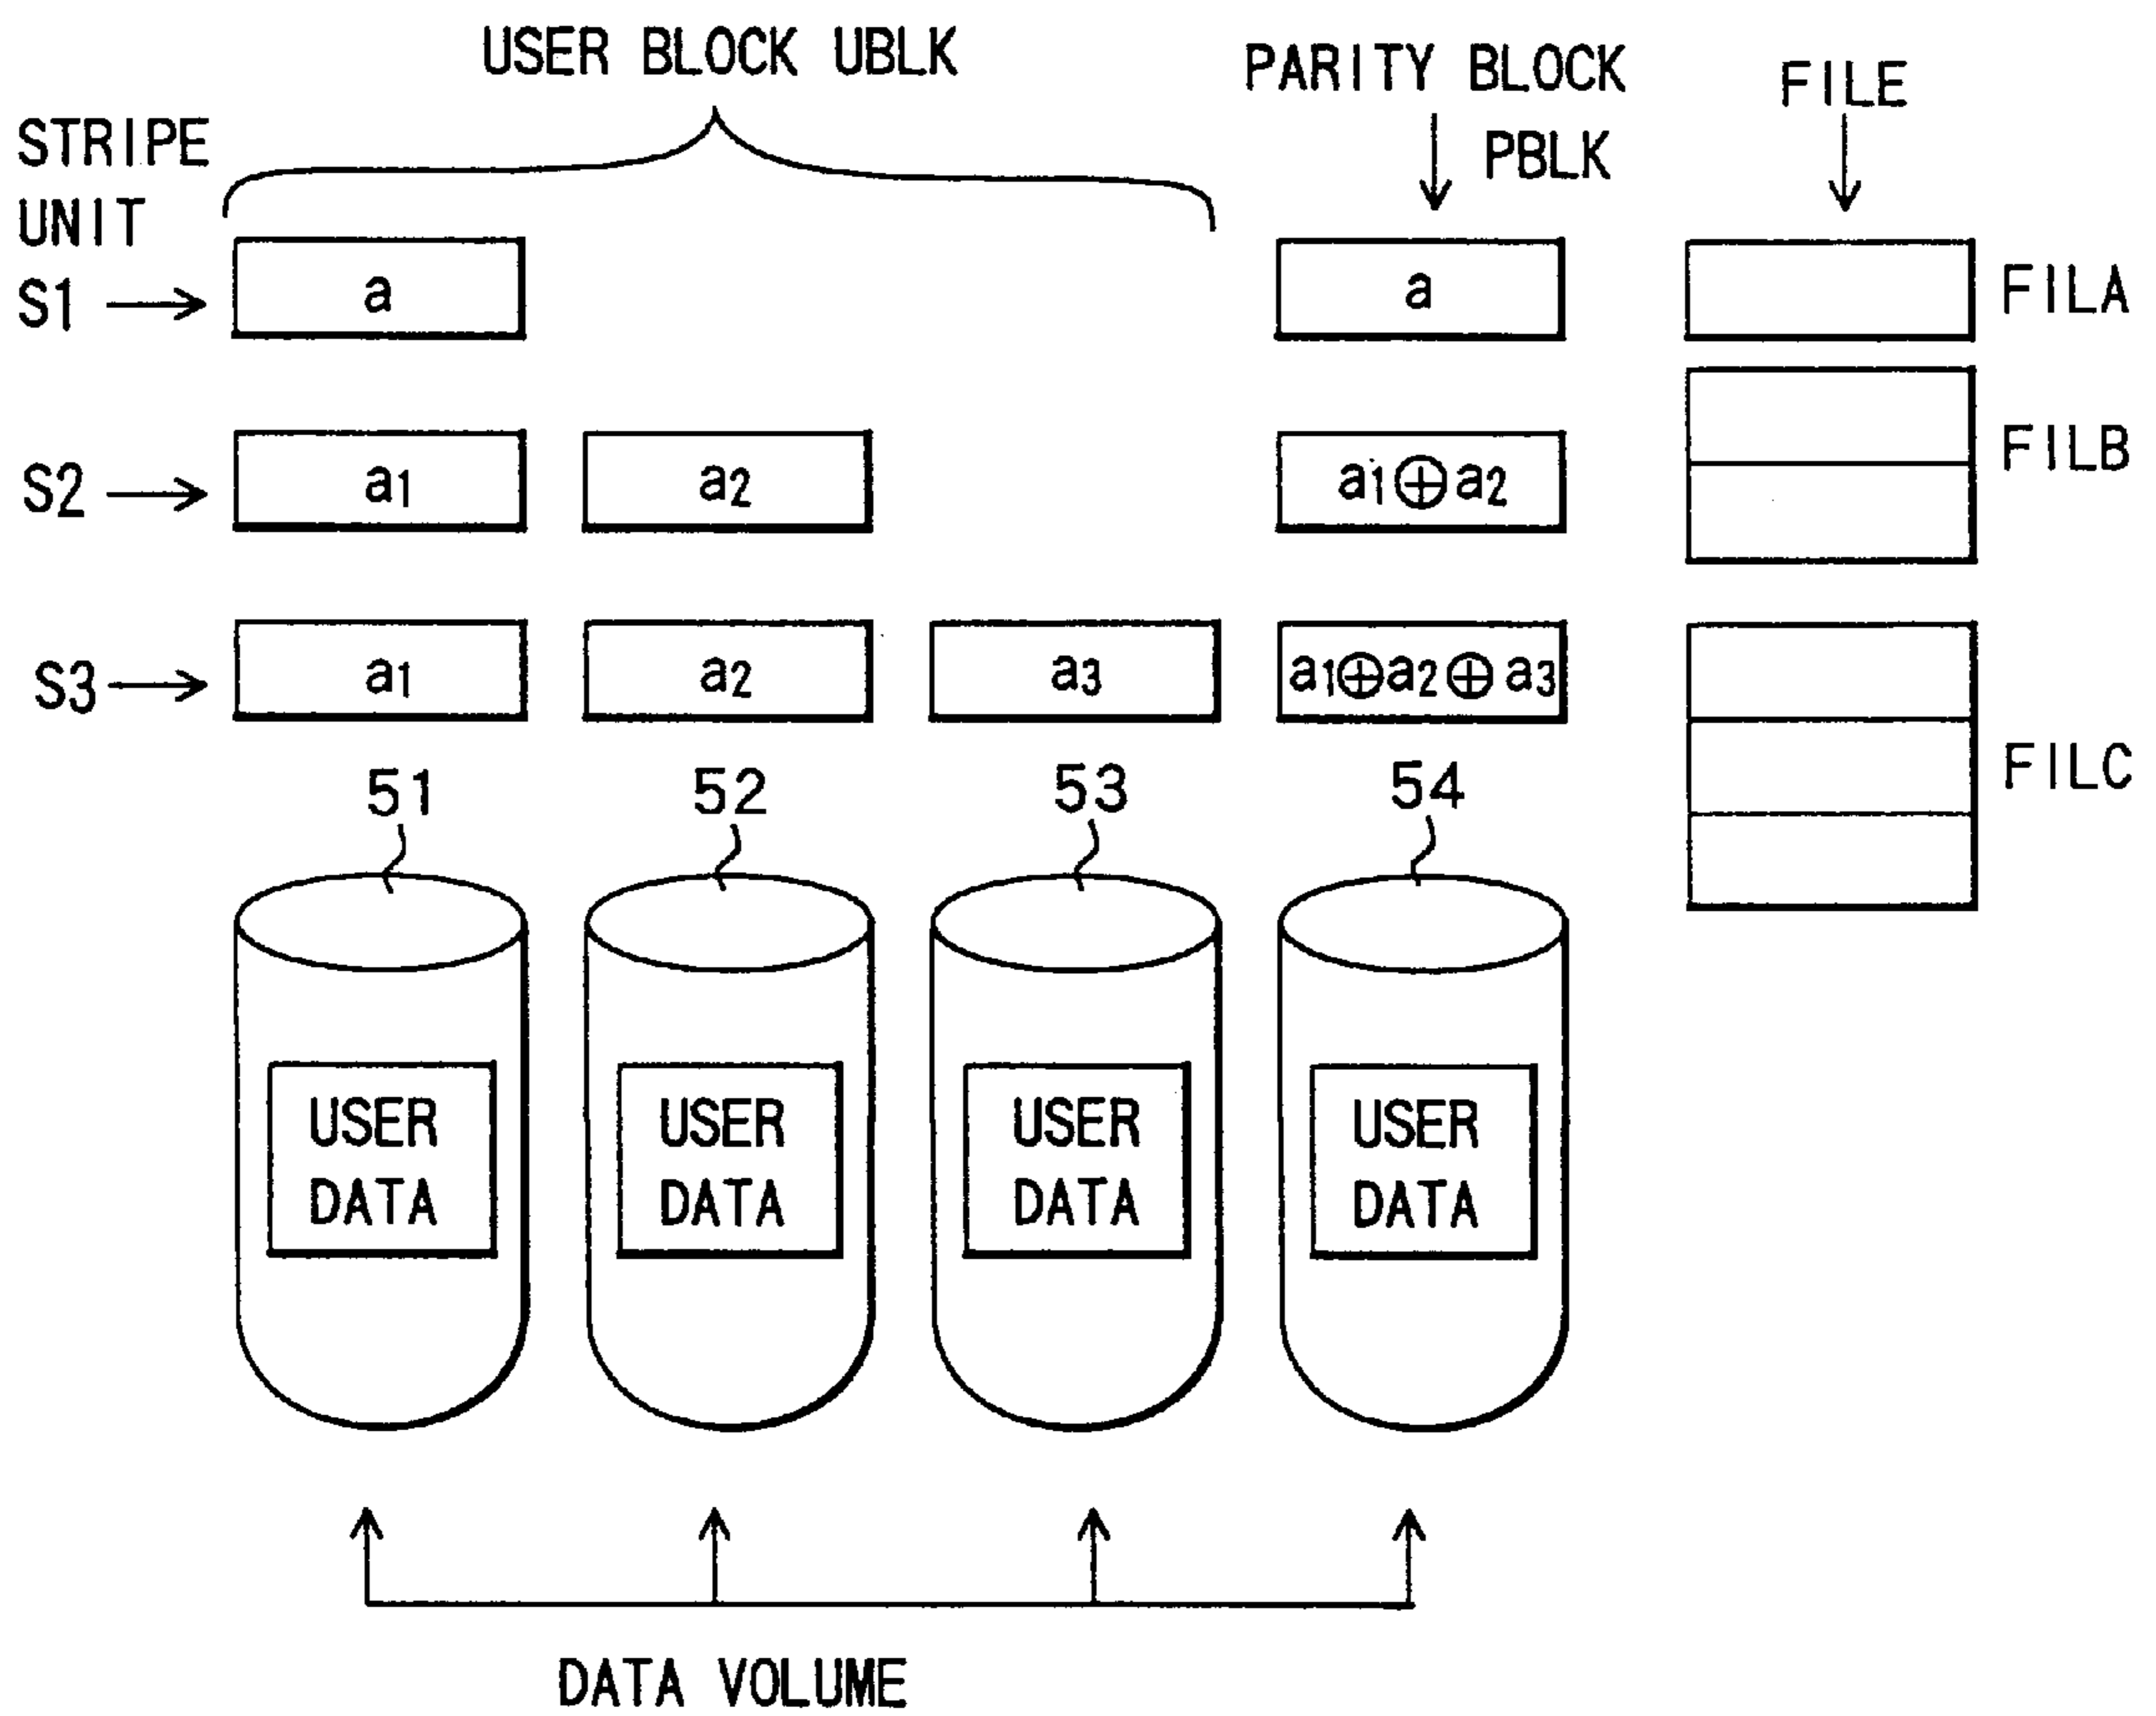 USER BLOCK UBLK
PARITY BLOCK
PBLK
FILE
STRIPE
UNIT
S1
a
a
FILA
S2
a1
a2
a1⊕a2
FILB
S3
a1
a2
a3
a1⊕a2⊕a3
FILC
51
52
53
54
USER
DATA
USER
DATA
USER
DATA
USER
DATA
DATA VOLUME